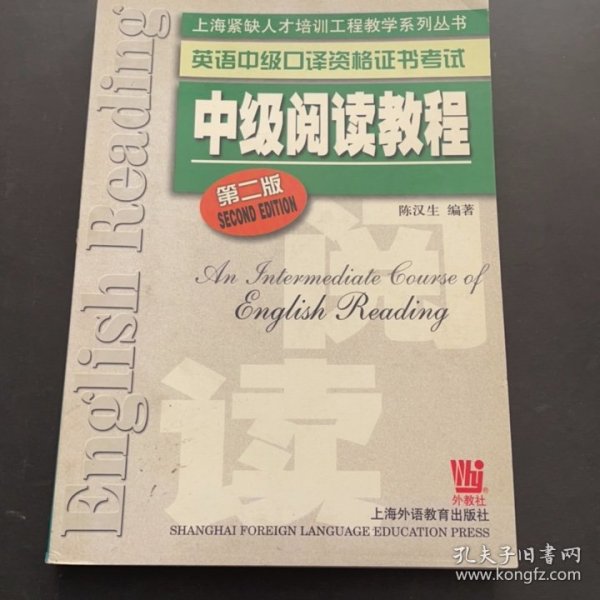 上海紧缺人才培训工程教学系列丛书
英语中级口译资格证书考试
中级阅读教程
第二版
SECOND EDITION
陈汉生 编著
An Intermediate Course of
English Reading
English Reading
阅
读
Why
外教社
上海外语教育出版社
SHANGHAI FOREIGN LANGUAGE EDUCATION PRESS
孔夫子旧书网
www.kongfz.com